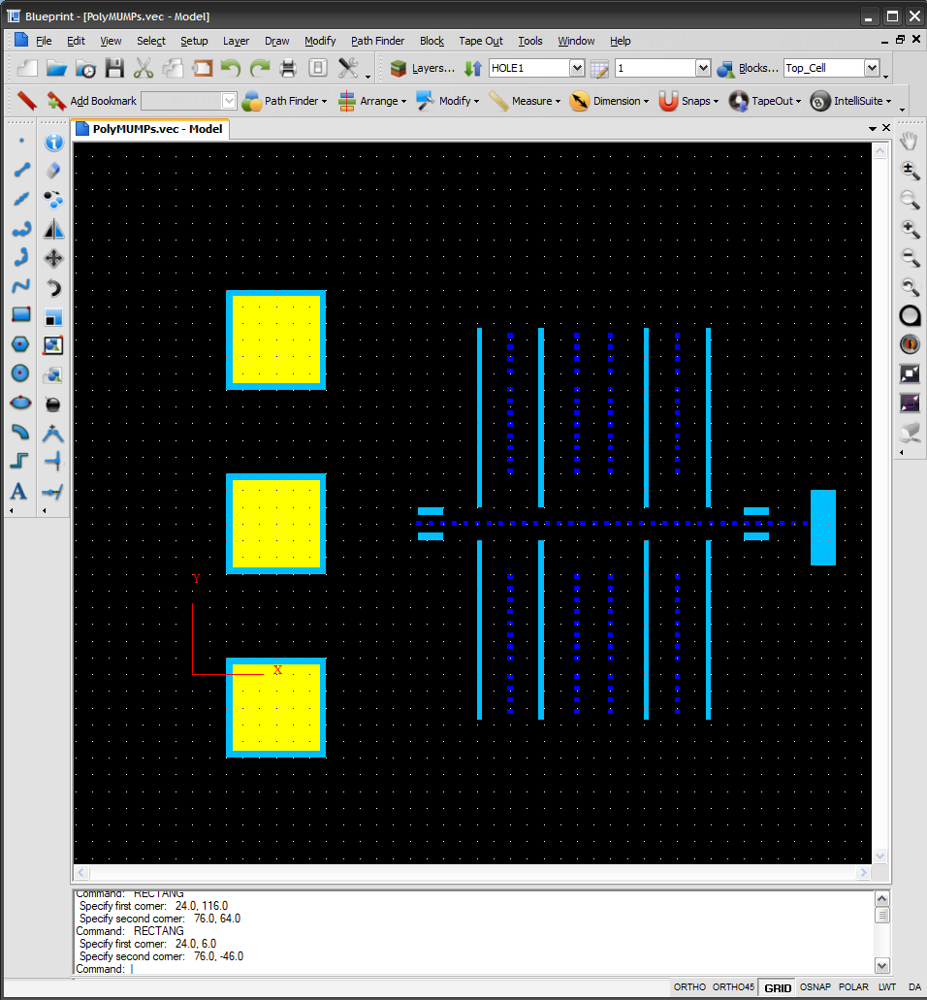 Blueprint - [PolyMUMPs.vec - Model]
File Edit View Select Setup Layer Draw Modify Path Finder Block Tape Out Tools Window Help
Layers... HOLE1 1 Blocks... Top_Cell
Add Bookmark Path Finder Arrange Modify Measure Dimension Snaps TapeOut IntelliSuite
PolyMUMPs.vec - Model
A
Y
X
Command: RECTANG
Specify first corner: 24.0, 116.0
Specify second corner: 76.0, 64.0
Command: RECTANG
Specify first corner: 24.0, 6.0
Specify second corner: 76.0, -46.0
Command:
ORTHO ORTHO45 GRID OSNAP POLAR LWT DA